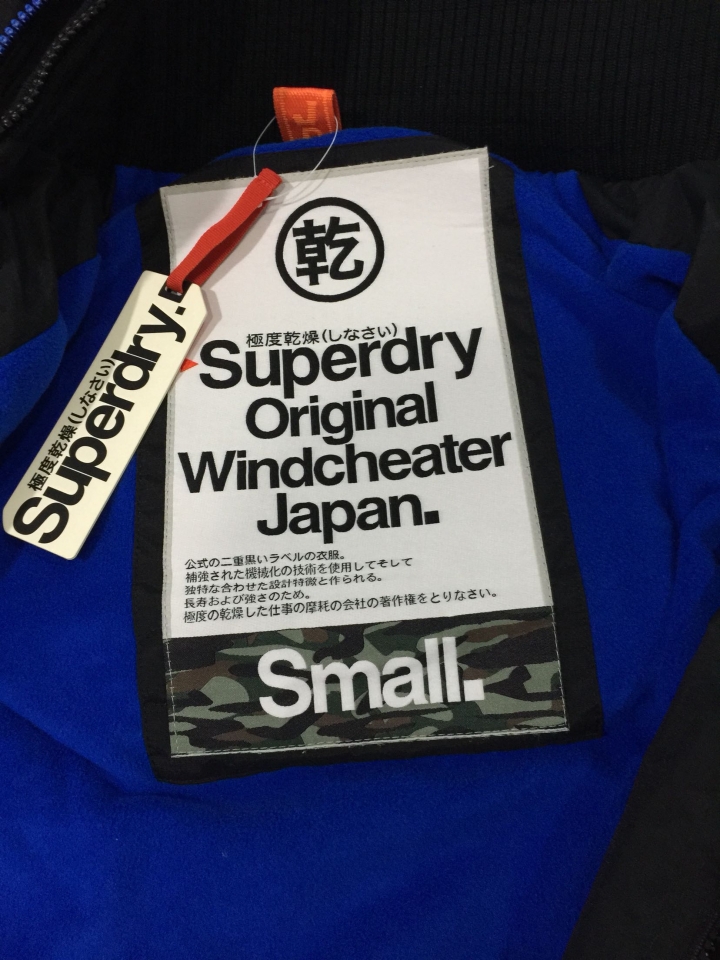 乾
極度乾燥(しなさい)
Superdry
Original
Windcheater
Japan.
公式の二重黒いラベルの衣服。
補強された機械化の技術を使用してそして
独特な合わせた設計特徴と作られる。
長寿および強さのため。
極度の乾燥した仕事の摩耗の会社の著作権をとりなさい。
Small.
極度乾燥(しなさい)
Superdry.